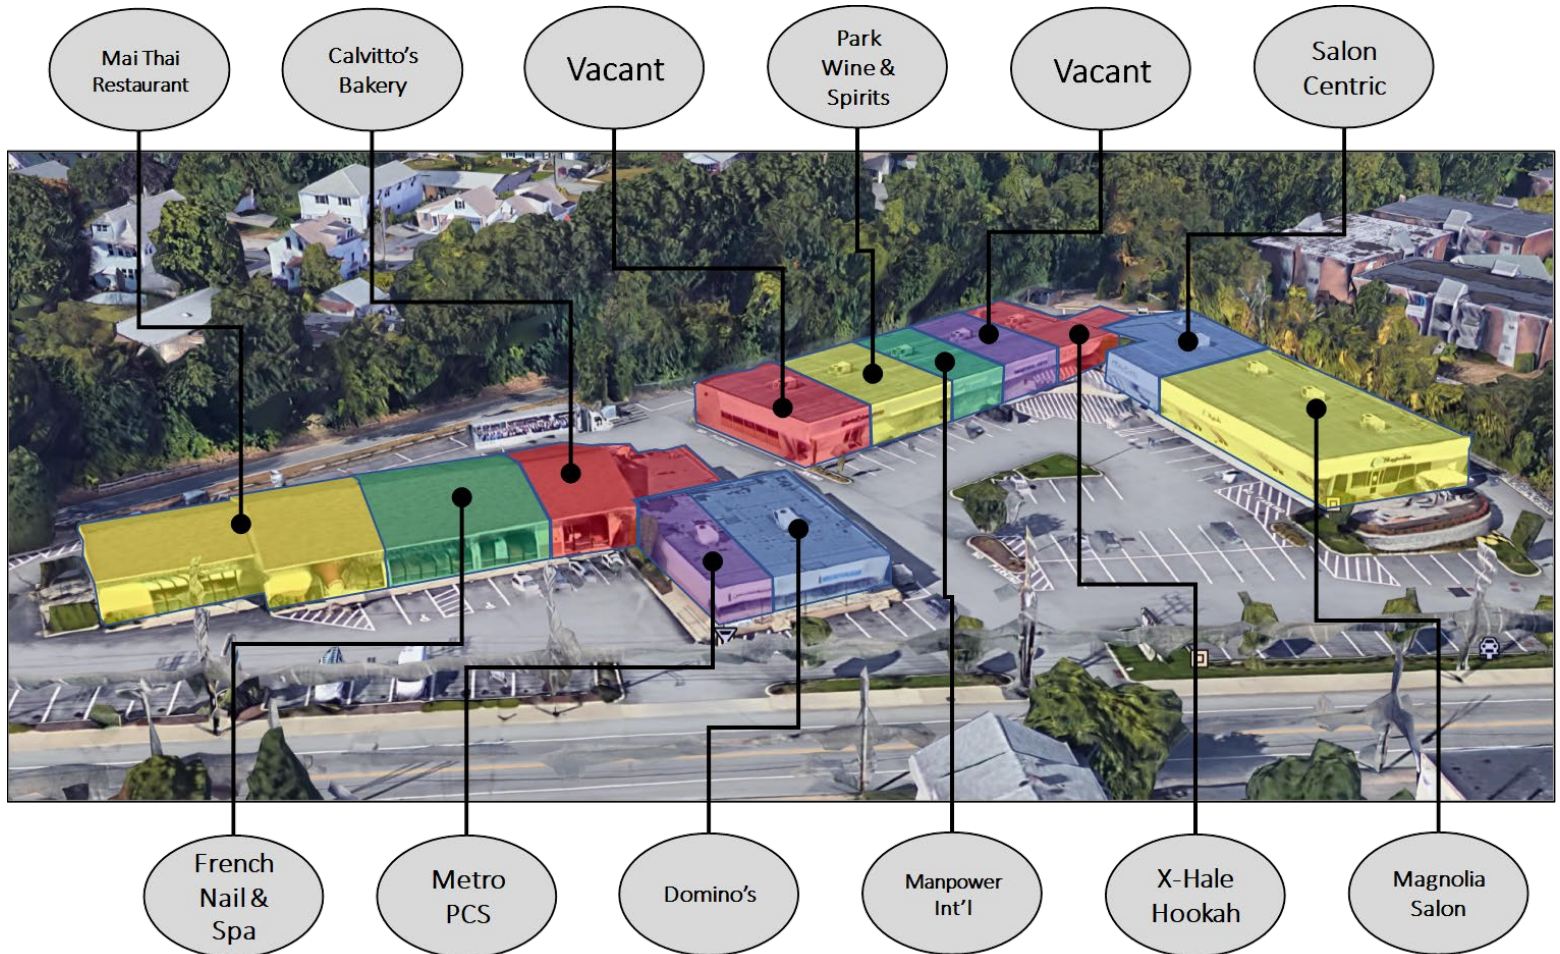 Mai Thai
Restaurant
Calvitto's
Bakery
Vacant
Park
Wine &
Spirits
Vacant
Salon
Centric
Magnolia
French
Nail &
Spa
Metro
PCS
Domino's
Manpower
Int'l
X-Hale
Hookah
Magnolia
Salon